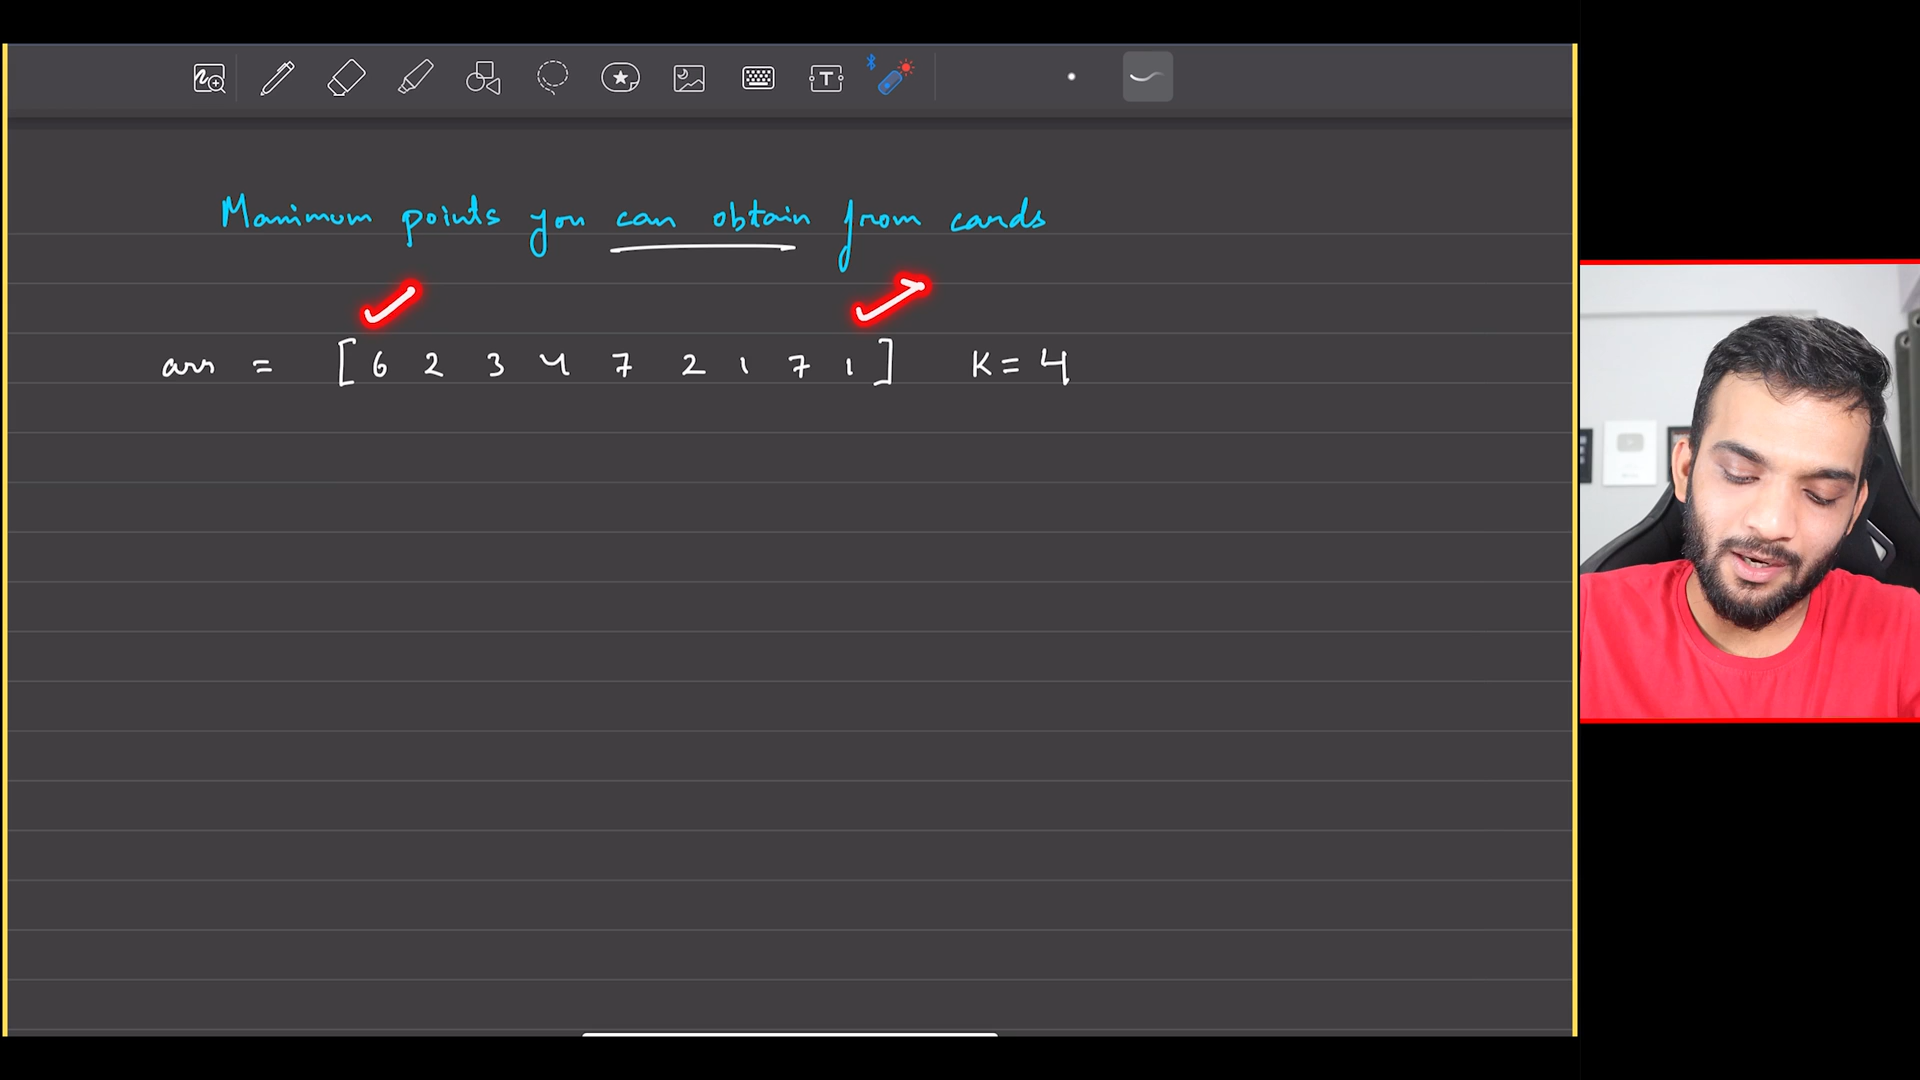 Maximum points you can obtain from cards
arr = [6 2 3 4 7 2 1 7 1] K = 4